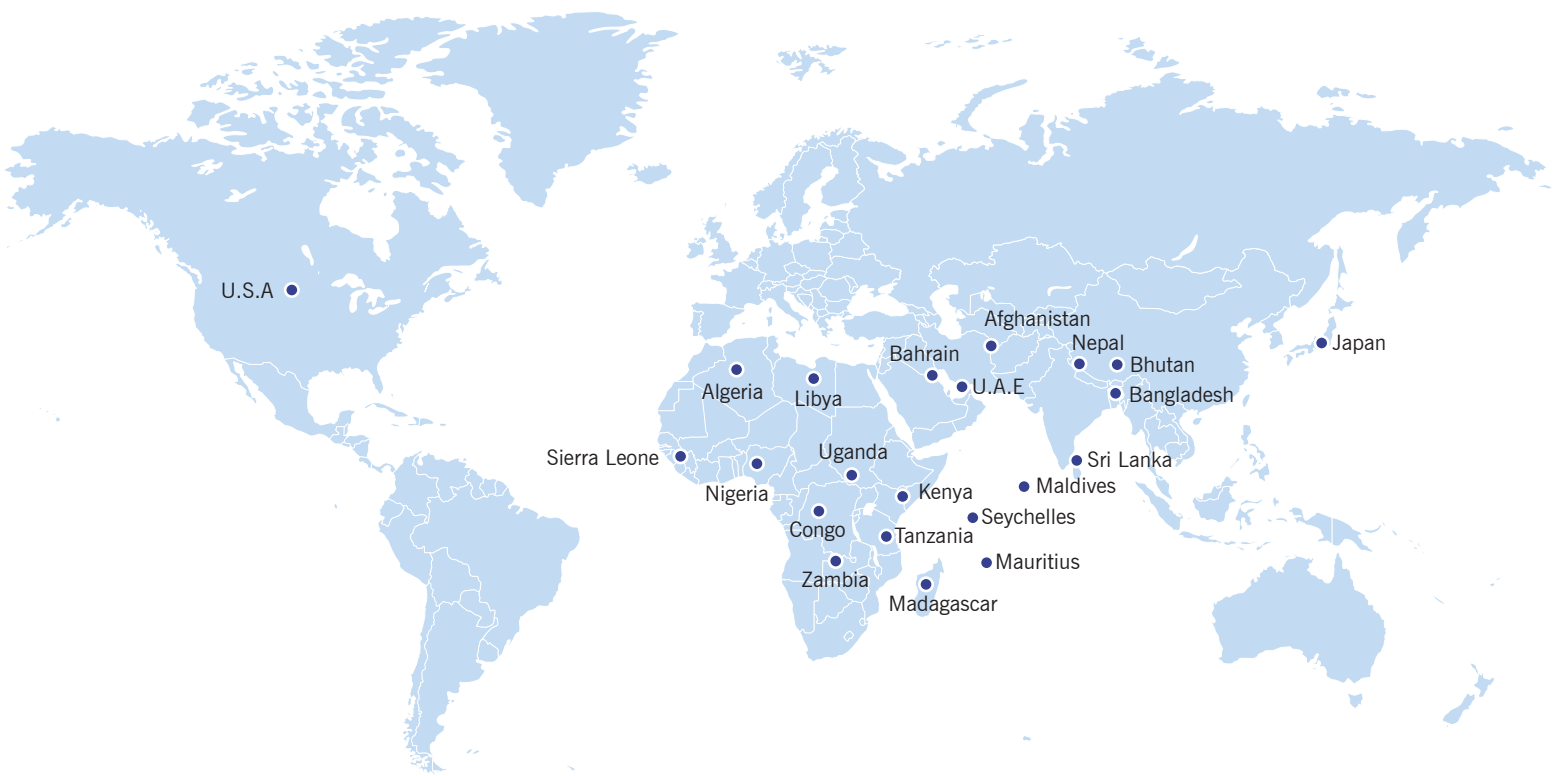 U.S.A
Afghanistan
Nepal
Japan
Bahrain
Bhutan
U.A.E
Algeria
Libya
Bangladesh
Sierra Leone
Uganda
Sri Lanka
Nigeria
Kenya
Maldives
Seychelles
Congo
Tanzania
Mauritius
Zambia
Madagascar